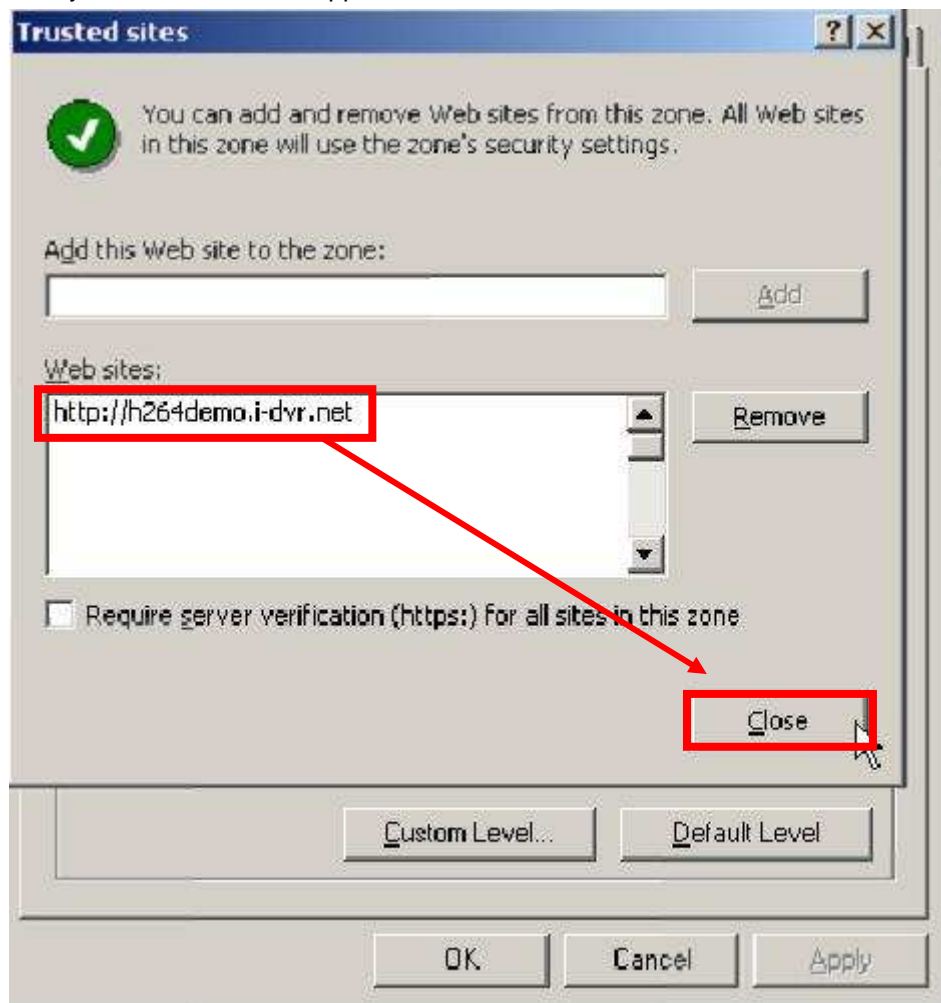 Trusted sites
You can add and remove Web sites from this zone. All Web sites
in this zone will use the zone's security settings.
Add this Web site to the zone:
Add
Web sites:
http://h264demo.i-dvr.net
Remove
Require server verification (https:) for all sites in this zone
Close
Custom Level...
Default Level
OK
Cancel
Apply